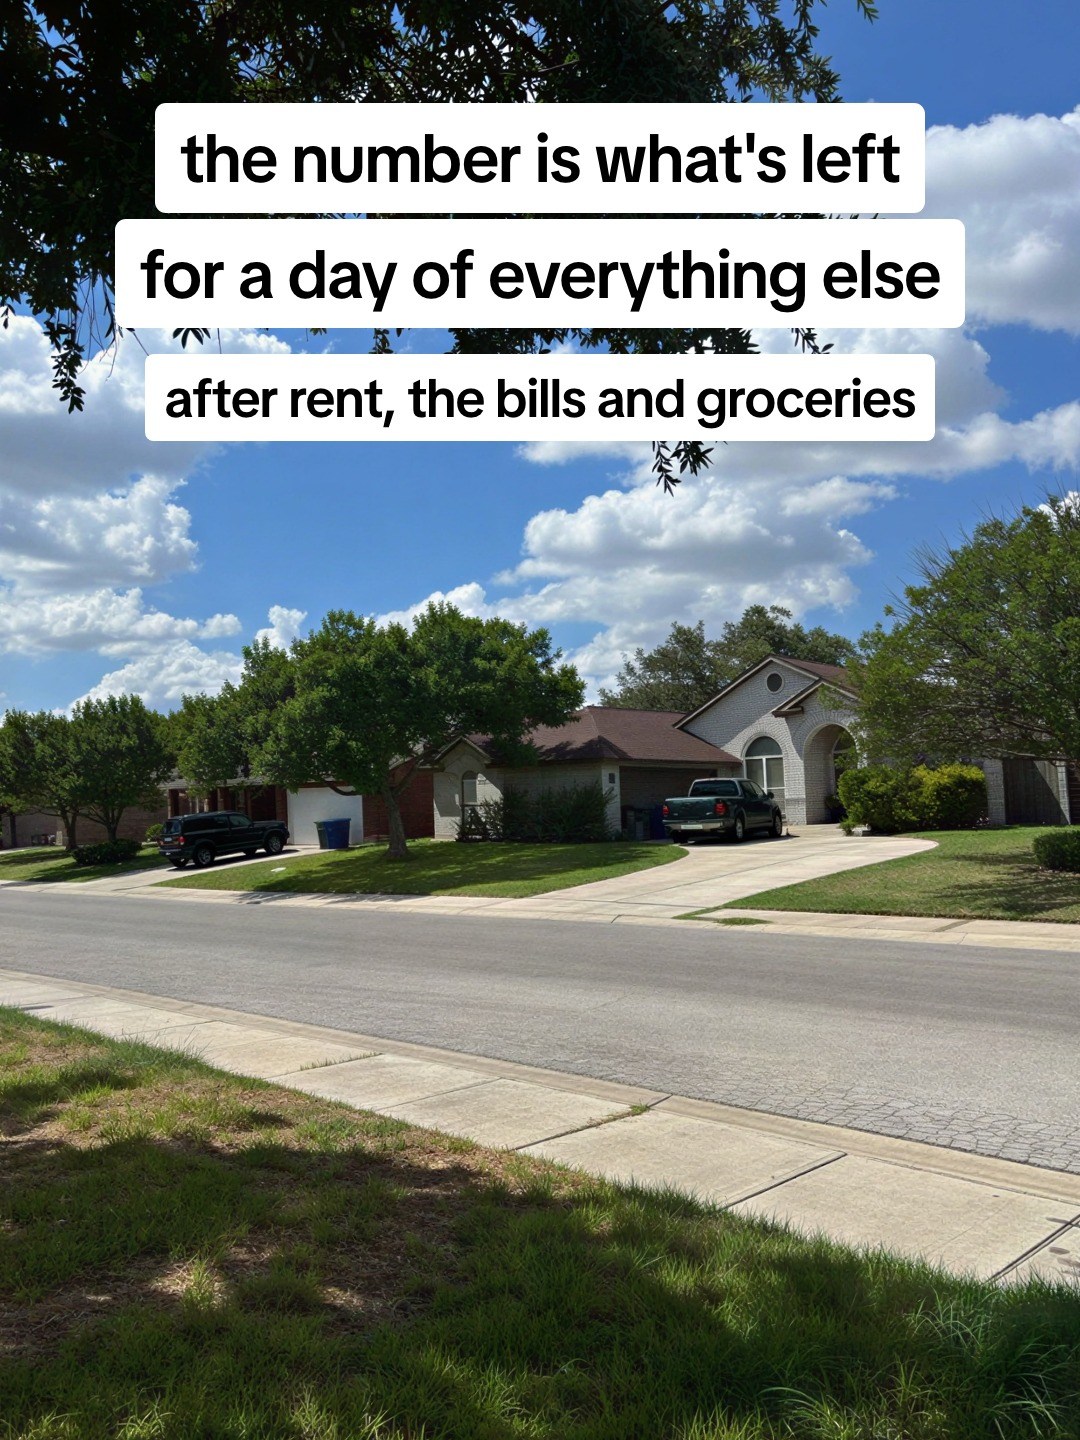 the number is what's left
for a day of everything else
after rent, the bills and groceries